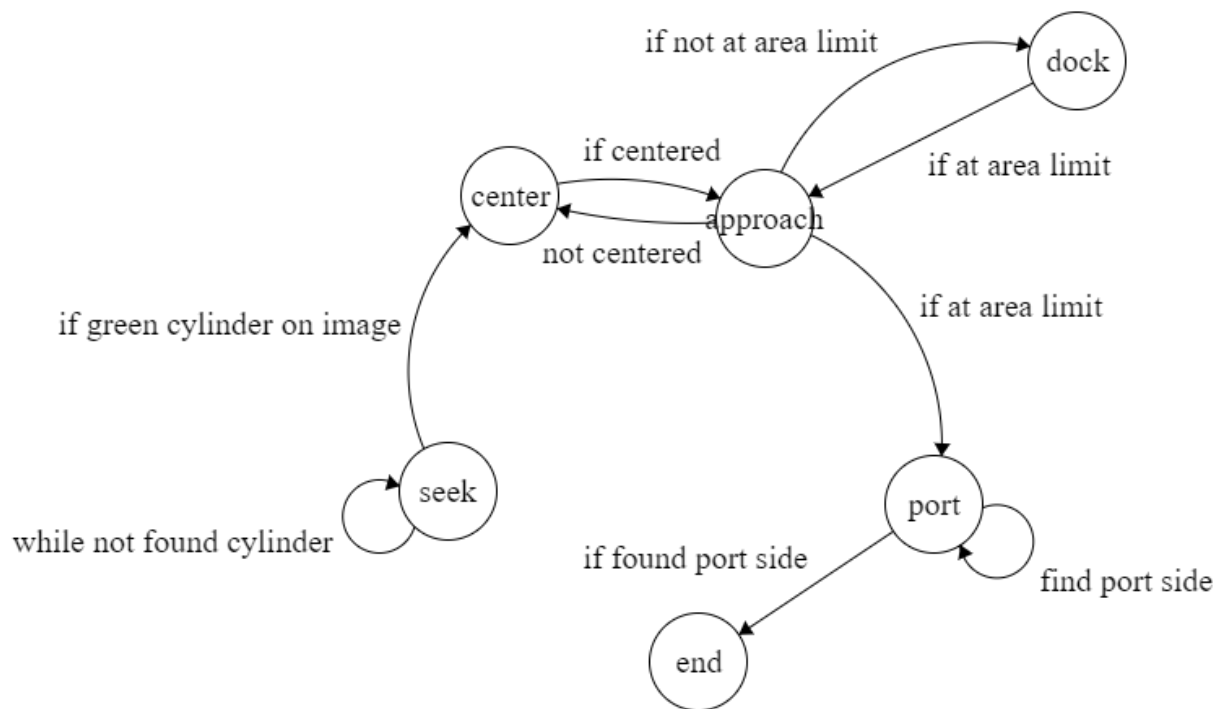 if not at area limit
dock
if centered
if at area limit
center
approach
not centered
if at area limit
if green cylinder on image
seek
port
while not found cylinder
if found port side
find port side
end